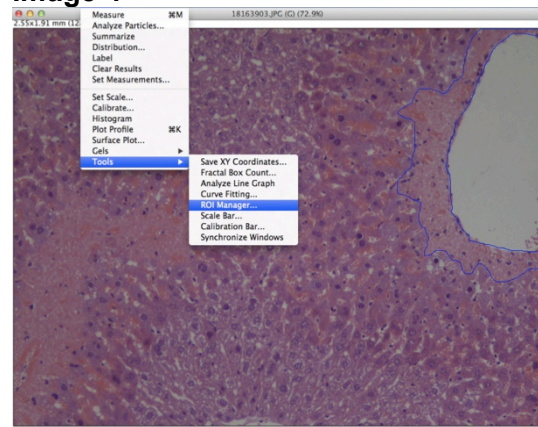 18163903.JPG (G) (72.9%)
2.55x1.91 mm (12
Measure ⌘M
Analyze Particles...
Summarize
Distribution...
Label
Clear Results
Set Measurements...
Set Scale...
Calibrate...
Histogram
Plot Profile ⌘K
Surface Plot...
Gels
Tools
Save XY Coordinates...
Fractal Box Count...
Analyze Line Graph
Curve Fitting...
ROI Manager...
Scale Bar...
Calibration Bar...
Synchronize Windows